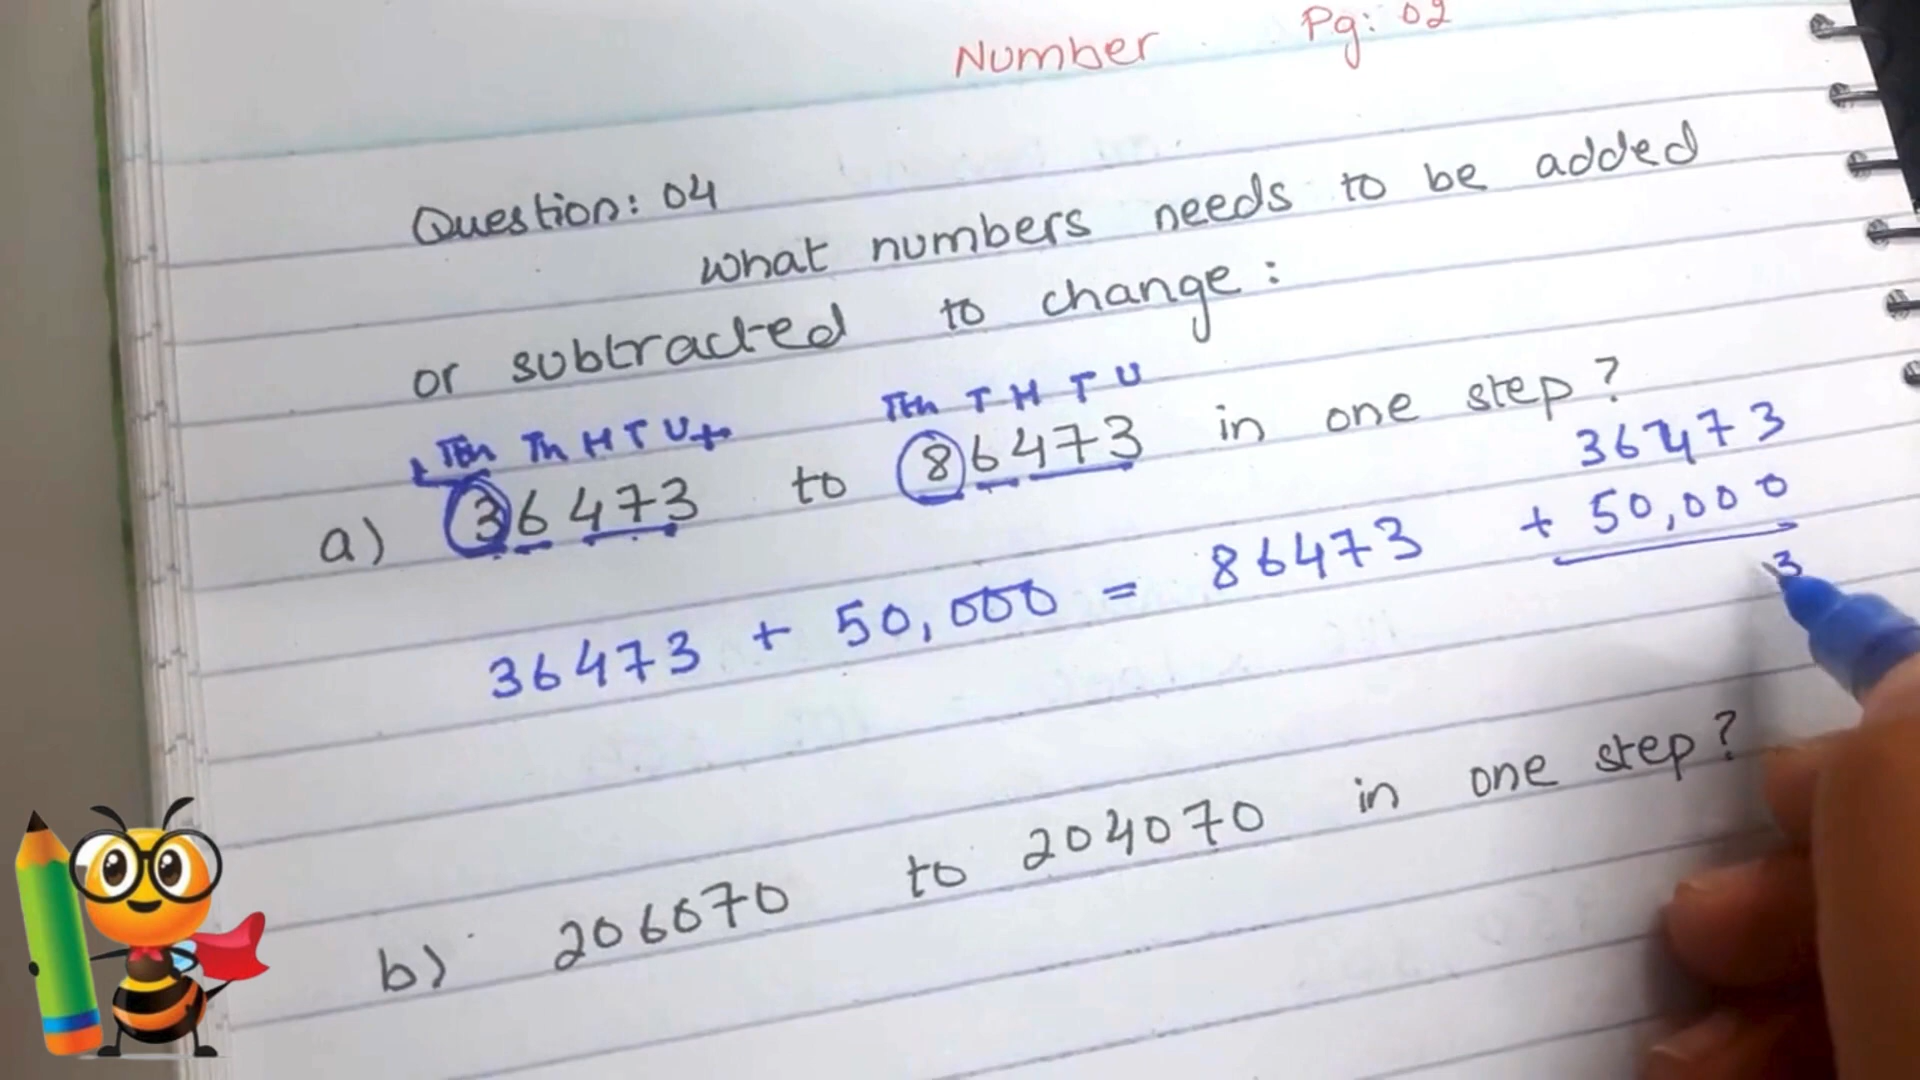 Number Pg: 02
Question: 04
What numbers needs to be added
or subtracted to change:
TTh Th H T U
TTh T H T U
a) 36473 to 86473 in one step?
36473 + 50,000 = 86473
36473
+ 50,000
3
b) 206070 to 204070 in one step?